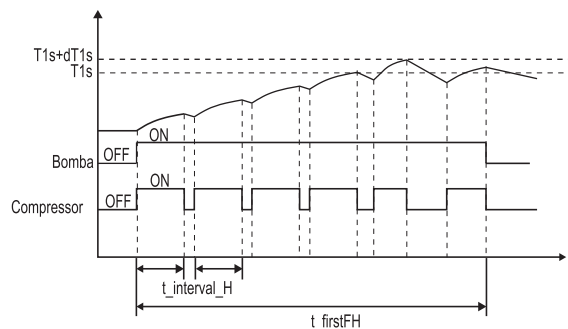 T1s+dT1s
T1s
ON
OFF
Bomba
ON
OFF
Compressor
t_interval_H
t_firstFH